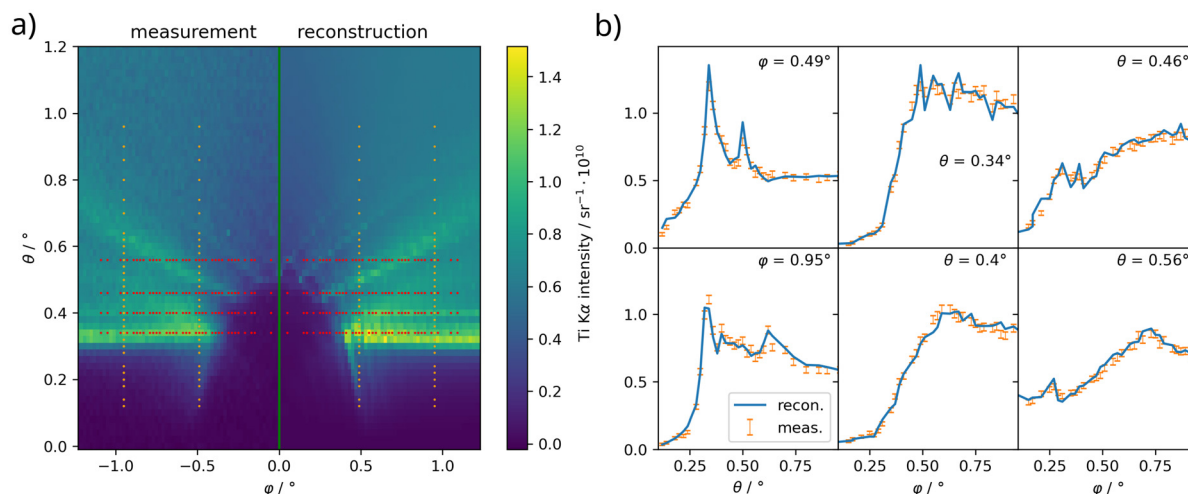 a)
measurement reconstruction
1.2
1.0
0.8
0.6
0.4
0.2
0.0
θ / °
−1.0 −0.5 0.0 0.5 1.0
φ / °
1.4
1.2
1.0
0.8
0.6
0.4
0.2
0.0
Ti Kα intensity / sr⁻¹ · 10¹⁰
b)
φ = 0.49°
θ = 0.34°
θ = 0.46°
1.0
0.5
0.0
φ = 0.95°
θ = 0.4°
θ = 0.56°
1.0
0.5
0.0
recon.
meas.
0.25 0.50 0.75
θ / °
0.25 0.50 0.75
φ / °
0.25 0.50 0.75
φ / °